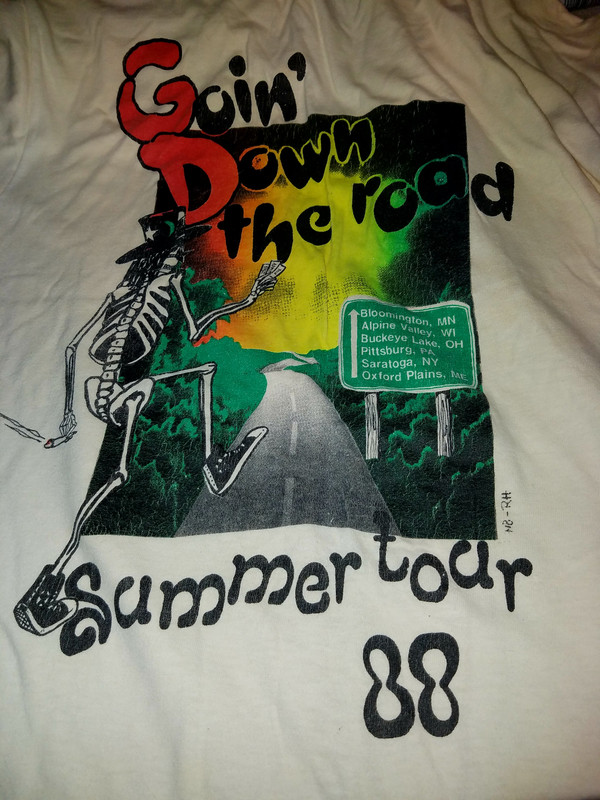 Goin'
Down
the road
Bloomington, MN
Alpine Valley, WI
Buckeye Lake, OH
Pittsburg, PA
Saratoga, NY
Oxford Plains, ME
NB-RH
Summer tour
88